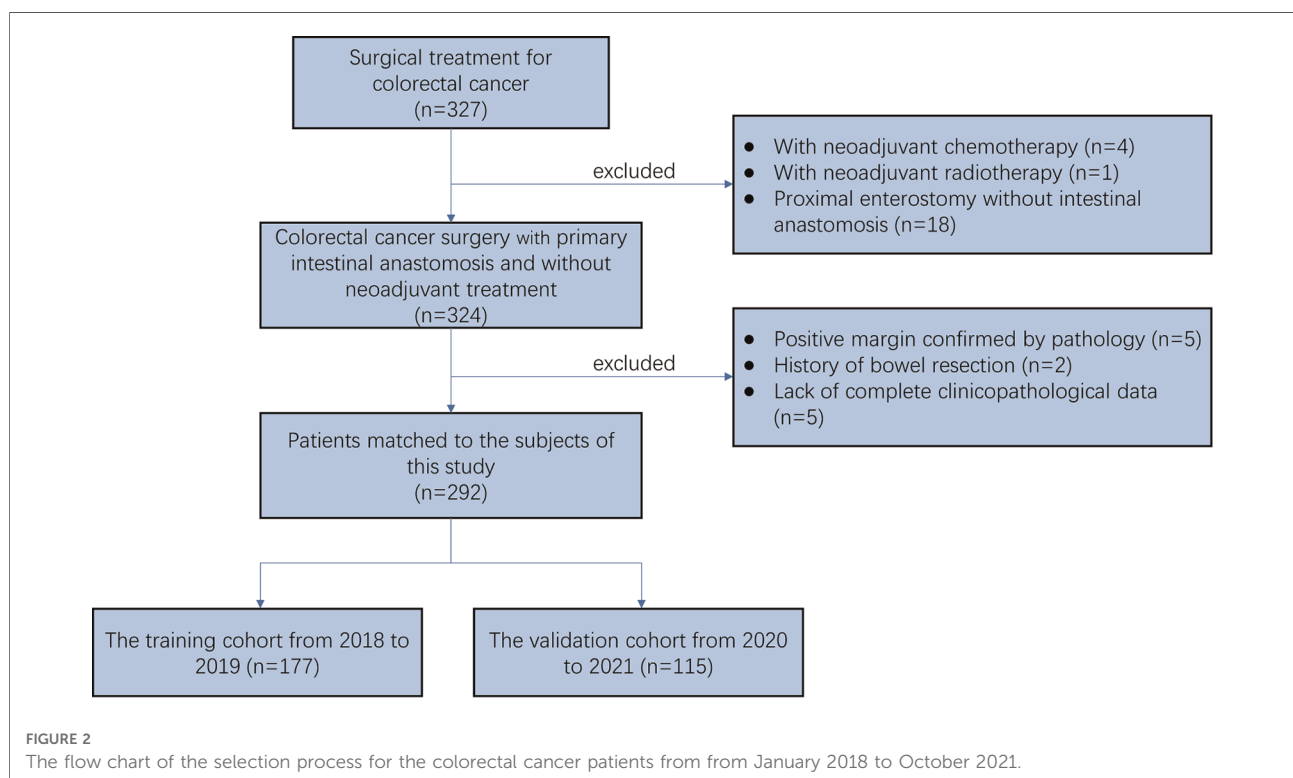 Surgical treatment for
colorectal cancer
(n=327)
excluded
● With neoadjuvant chemotherapy (n=4)
● With neoadjuvant radiotherapy (n=1)
● Proximal enterostomy without intestinal
anastomosis (n=18)
Colorectal cancer surgery with primary
intestinal anastomosis and without
neoadjuvant treatment
(n=324)
excluded
● Positive margin confirmed by pathology (n=5)
● History of bowel resection (n=2)
● Lack of complete clinicopathological data
(n=5)
Patients matched to the subjects of
this study
(n=292)
The training cohort from 2018 to
2019 (n=177)
The validation cohort from 2020
to 2021 (n=115)
FIGURE 2
The flow chart of the selection process for the colorectal cancer patients from from January 2018 to October 2021.